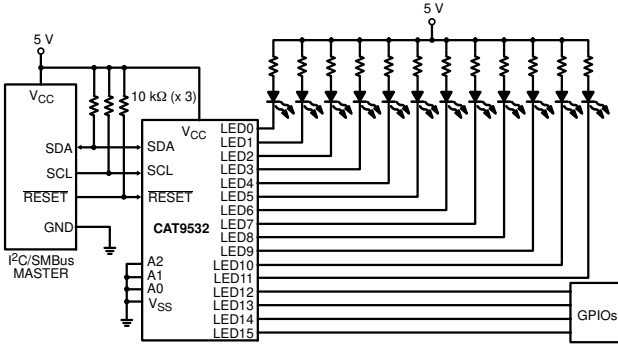 5 V
5 V
10 kΩ (x 3)
VCC
SDA
SCL
RESET
GND
I²C/SMBus
MASTER
VCC
SDA
SCL
RESET
CAT9532
A2
A1
A0
VSS
LED0
LED1
LED2
LED3
LED4
LED5
LED6
LED7
LED8
LED9
LED10
LED11
LED12
LED13
LED14
LED15
GPIOs